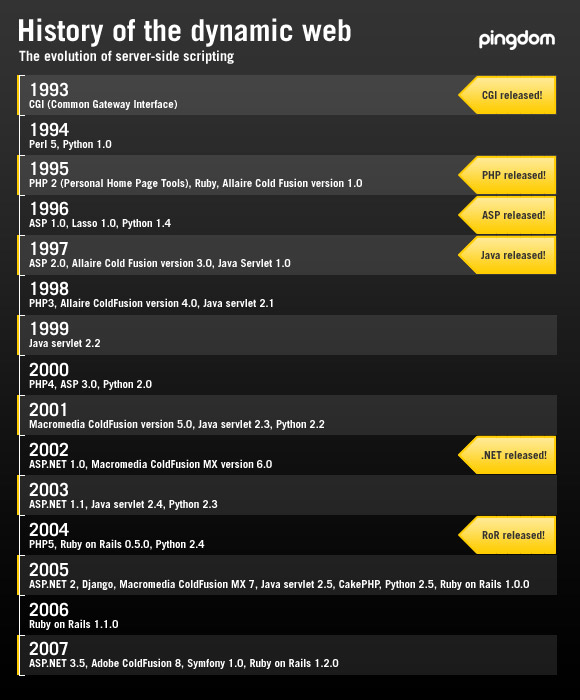 History of the dynamic web
pingdom
The evolution of server-side scripting
1993
CGI (Common Gateway Interface)
CGI released!
1994
Perl 5, Python 1.0
1995
PHP 2 (Personal Home Page Tools), Ruby, Allaire Cold Fusion version 1.0
PHP released!
1996
ASP 1.0, Lasso 1.0, Python 1.4
ASP released!
1997
ASP 2.0, Allaire Cold Fusion version 3.0, Java Servlet 1.0
Java released!
1998
PHP3, Allaire ColdFusion version 4.0, Java servlet 2.1
1999
Java servlet 2.2
2000
PHP4, ASP 3.0, Python 2.0
2001
Macromedia ColdFusion version 5.0, Java servlet 2.3, Python 2.2
2002
ASP.NET 1.0, Macromedia ColdFusion MX version 6.0
.NET released!
2003
ASP.NET 1.1, Java servlet 2.4, Python 2.3
2004
PHP5, Ruby on Rails 0.5.0, Python 2.4
RoR released!
2005
ASP.NET 2, Django, Macromedia ColdFusion MX 7, Java servlet 2.5, CakePHP, Python 2.5, Ruby on Rails 1.0.0
2006
Ruby on Rails 1.1.0
2007
ASP.NET 3.5, Adobe ColdFusion 8, Symfony 1.0, Ruby on Rails 1.2.0